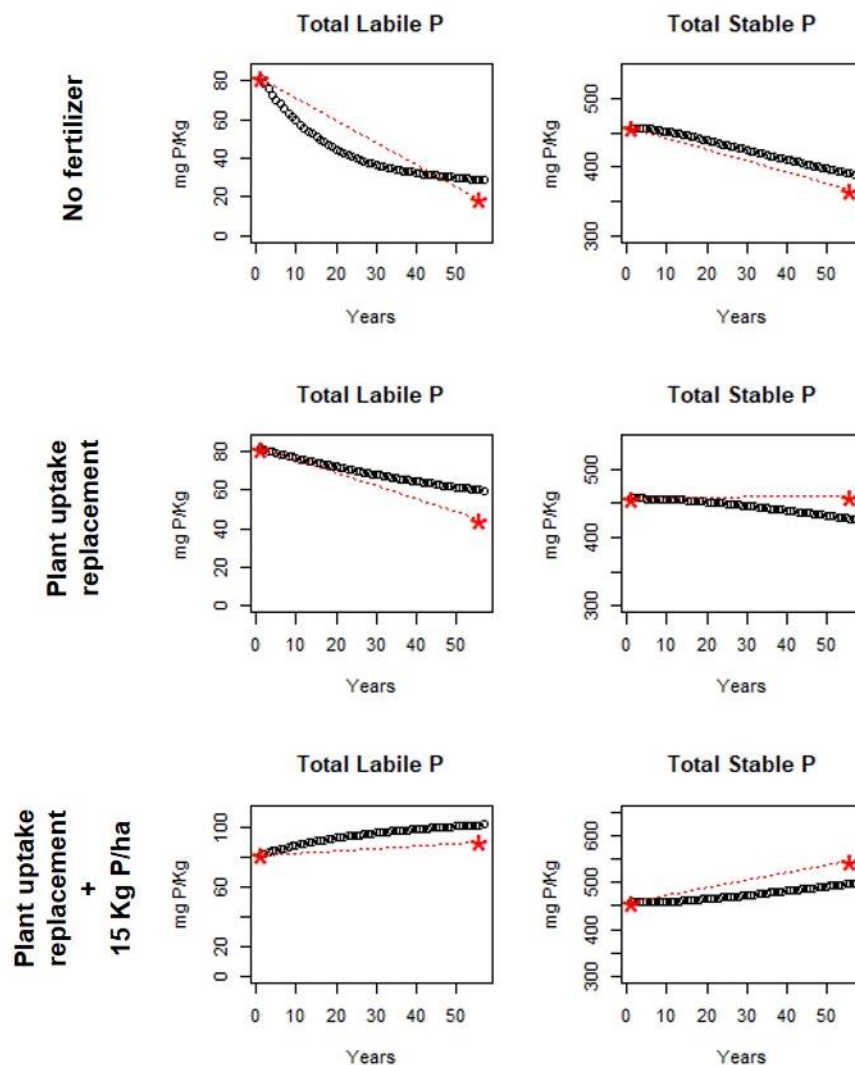 Total Labile P
Total Stable P
No fertilizer
mg P/Kg
80
60
40
20
0
0 10 20 30 40 50
Years
mg P/Kg
500
400
300
0 10 20 30 40 50
Years
Total Labile P
Total Stable P
Plant uptake
replacement
mg P/Kg
80
60
40
20
0
0 10 20 30 40 50
Years
mg P/Kg
500
400
300
0 10 20 30 40 50
Years
Total Labile P
Total Stable P
Plant uptake
replacement
+
15 Kg P/ha
mg P/Kg
100
60
40
20
0
0 10 20 30 40 50
Years
mg P/Kg
600
500
400
300
0 10 20 30 40 50
Years